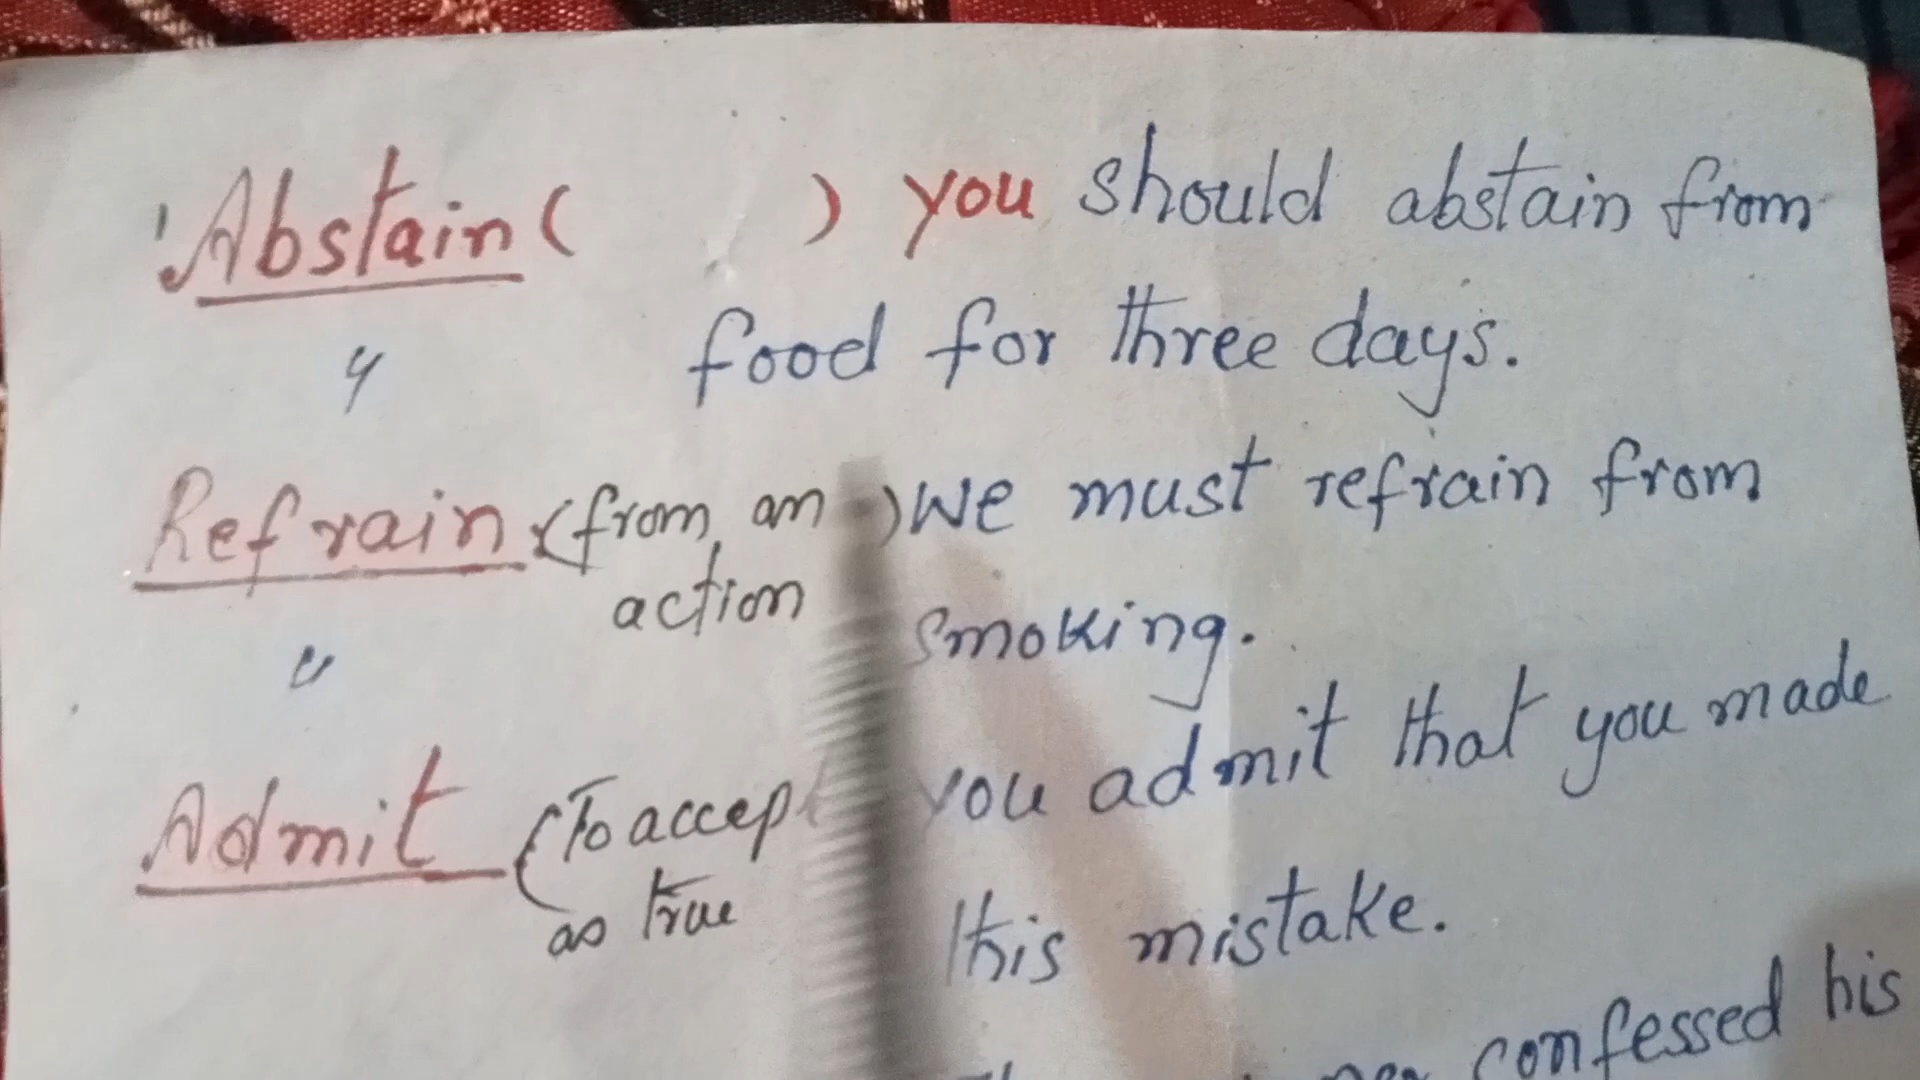 Abstain ( ) you should abstain from
food for three days.
Refrain (from an ) We must refrain from
action smoking.
Admit (To accept you admit that you made
as true this mistake.
confessed his